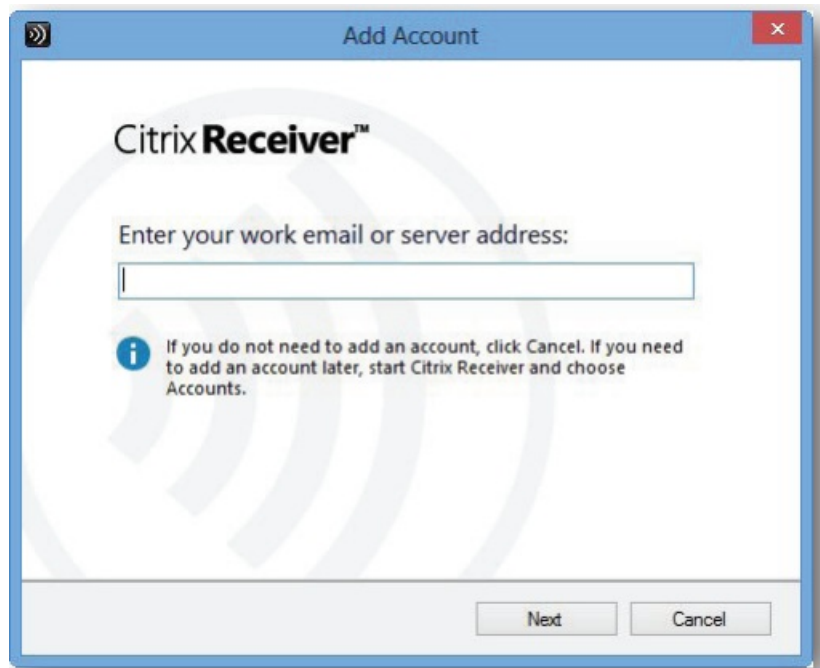 Add Account
Citrix Receiver™
Enter your work email or server address:
If you do not need to add an account, click Cancel. If you need
to add an account later, start Citrix Receiver and choose
Accounts.
Next Cancel